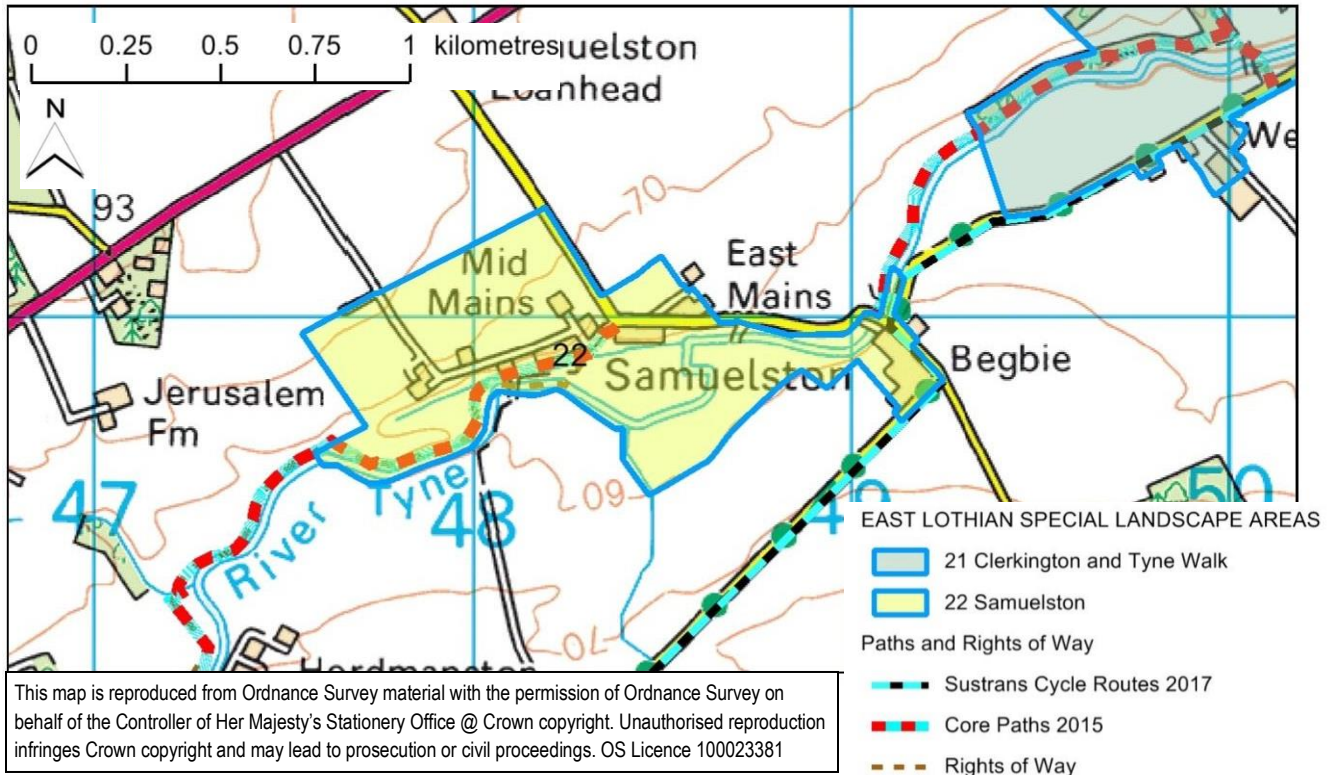 0 0.25 0.5 0.75 1 kilometres
uelston
Loanhead
N
93
70
We
Mid
Mains
East
Mains
22
Samuelston
Begbie
Jerusalem
Fm
47
River Tyne
48
60
50
70
EAST LOTHIAN SPECIAL LANDSCAPE AREAS
21 Clerkington and Tyne Walk
22 Samuelston
Paths and Rights of Way
Sustrans Cycle Routes 2017
Core Paths 2015
Rights of Way
Herdmanston
This map is reproduced from Ordnance Survey material with the permission of Ordnance Survey on
behalf of the Controller of Her Majesty's Stationery Office @ Crown copyright. Unauthorised reproduction
infringes Crown copyright and may lead to prosecution or civil proceedings. OS Licence 100023381